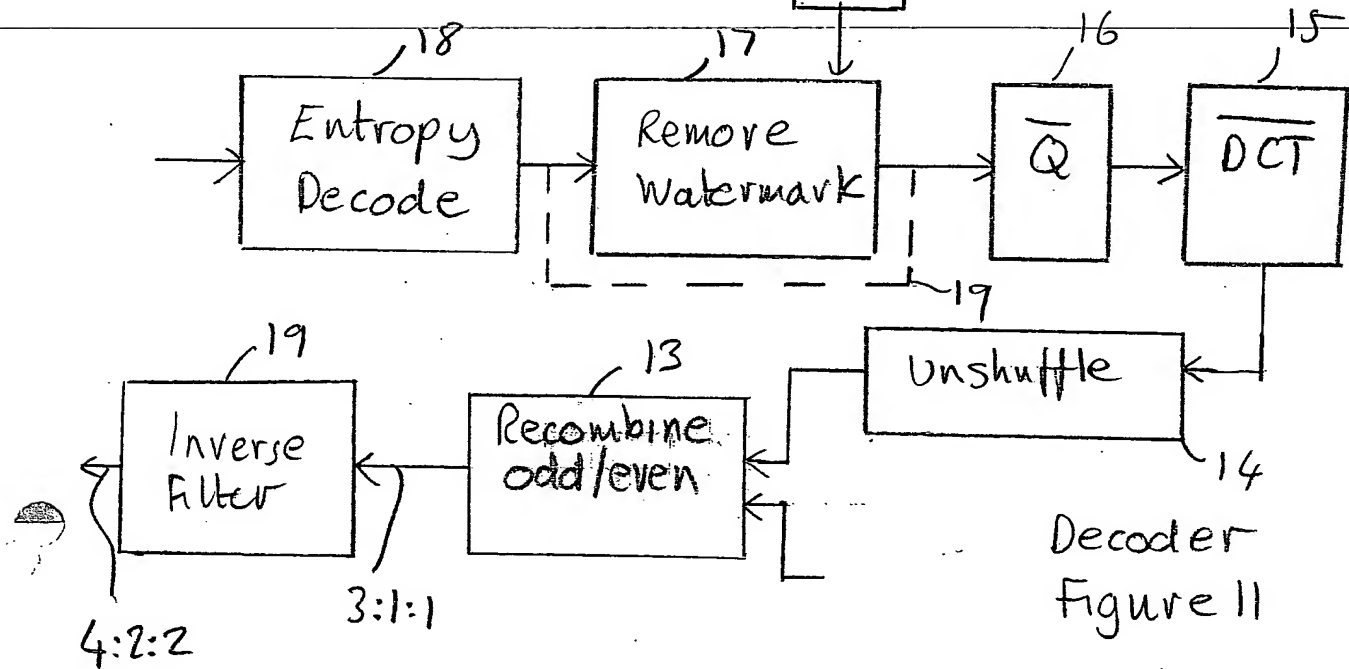 18
17
16
15
Entropy
Decode
Remove
Watermark
Q̅
D̅C̅T̅
19
Unshuffle
14
19
Inverse
Filter
13
Recombine
odd/even
4:2:2
3:1:1
Decoder
Figure 11